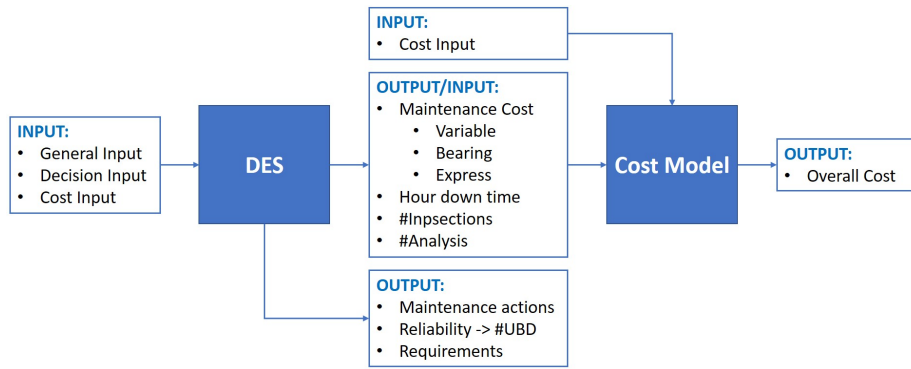 INPUT:
• General Input
• Decision Input
• Cost Input
DES
INPUT:
• Cost Input
OUTPUT/INPUT:
• Maintenance Cost
• Variable
• Bearing
• Express
• Hour down time
• #Inpsections
• #Analysis
OUTPUT:
• Maintenance actions
• Reliability -> #UBD
• Requirements
Cost Model
OUTPUT:
• Overall Cost